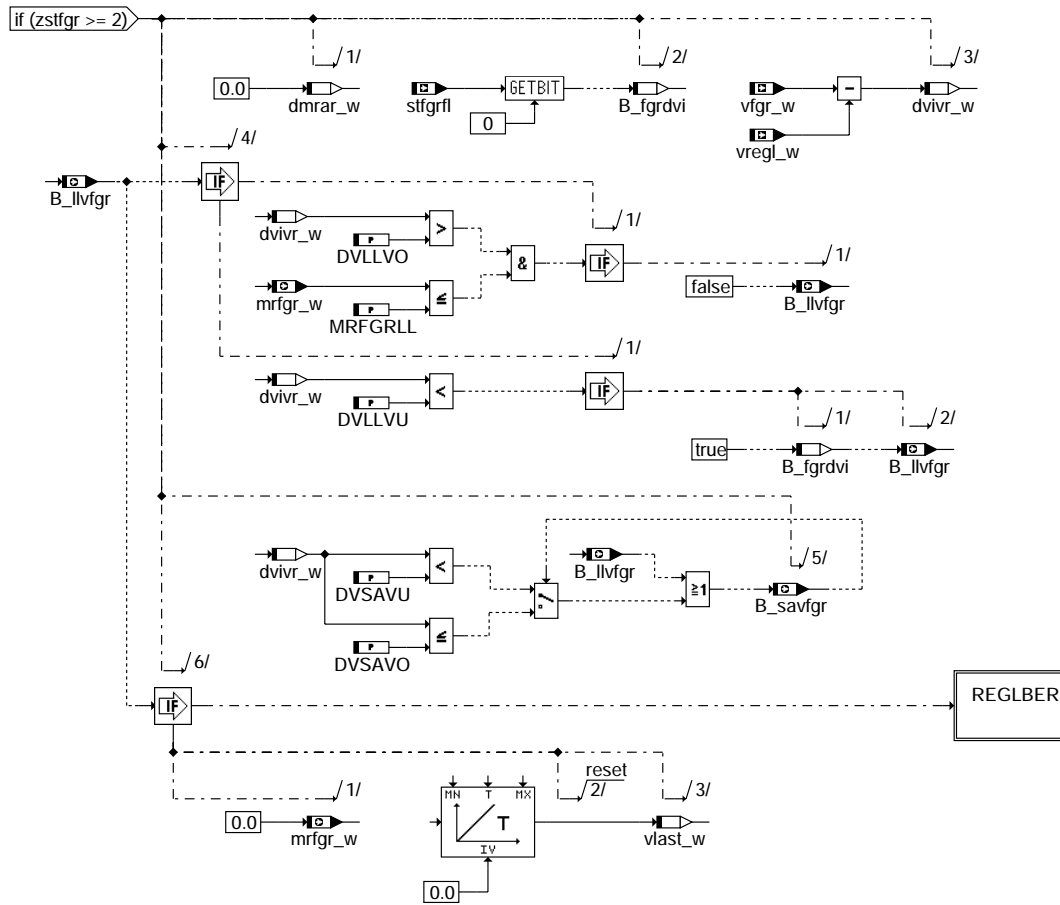 if (zstfgr >= 2)
1/
2/
3/
0.0
dmrar_w
stfgrfl
GETBIT
0
B_fgrdvi
vfgr_w
-
dvivr_w
vregl_w
4/
B_llvfgr
IF
1/
dvivr_w
>
P
DVLLVO
&
IF
1/
mrfgr_w
≤
P
MRFGRLL
false
B_llvfgr
1/
dvivr_w
<
P
DVLLVU
IF
1/
2/
true
B_fgrdvi
B_llvfgr
5/
dvivr_w
<
P
DVSAVU
B_llvfgr
≥1
B_savfgr
≤
P
DVSAVO
6/
IF
REGLBER
1/
reset
2/
3/
0.0
mrfgr_w
MN
T
MX
T
IV
vlast_w
0.0